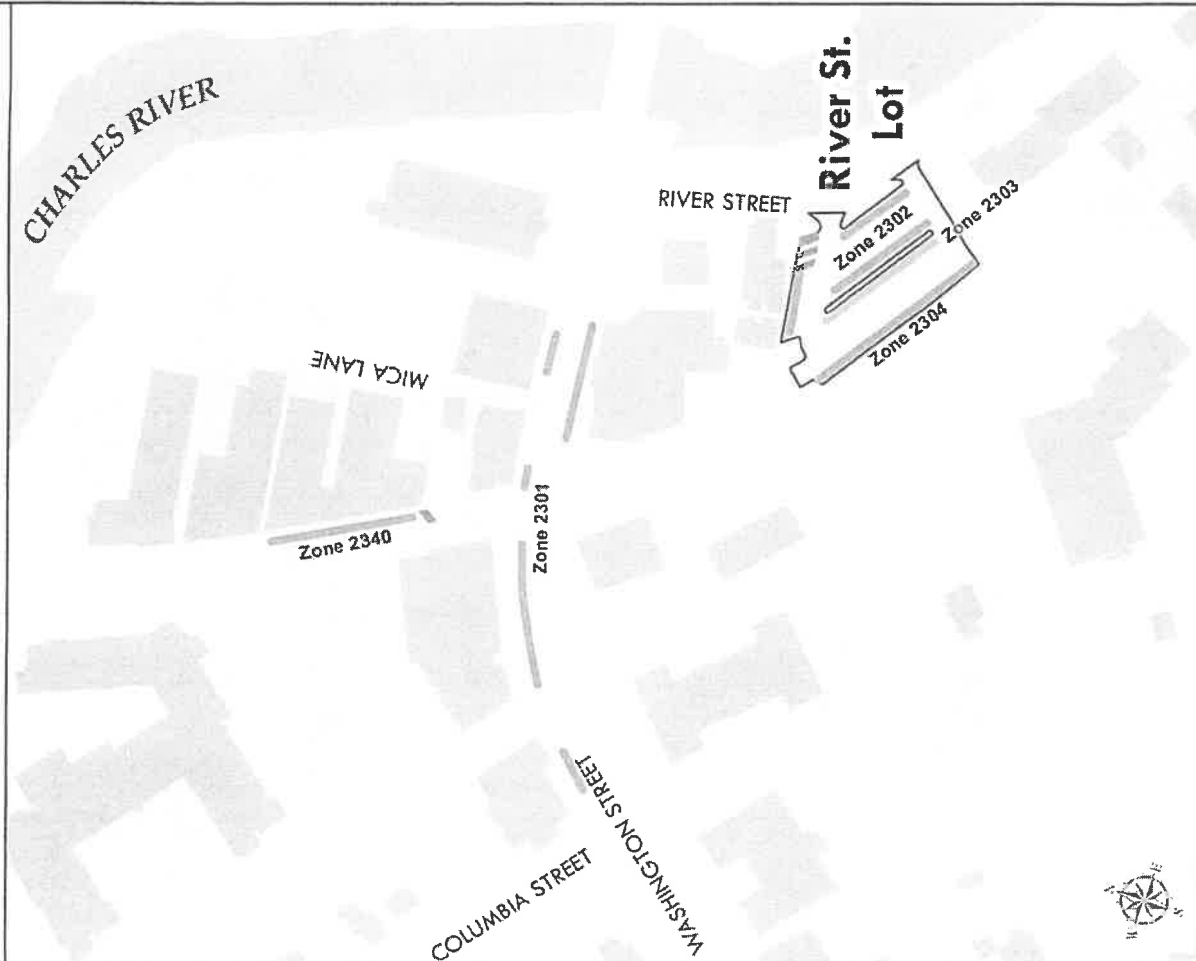 CHARLES RIVER
River St.
Lot
RIVER STREET
Zone 2302
Zone 2303
Zone 2304
MICA LANE
Zone 2301
Zone 2340
WASHINGTON STREET
COLUMBIA STREET